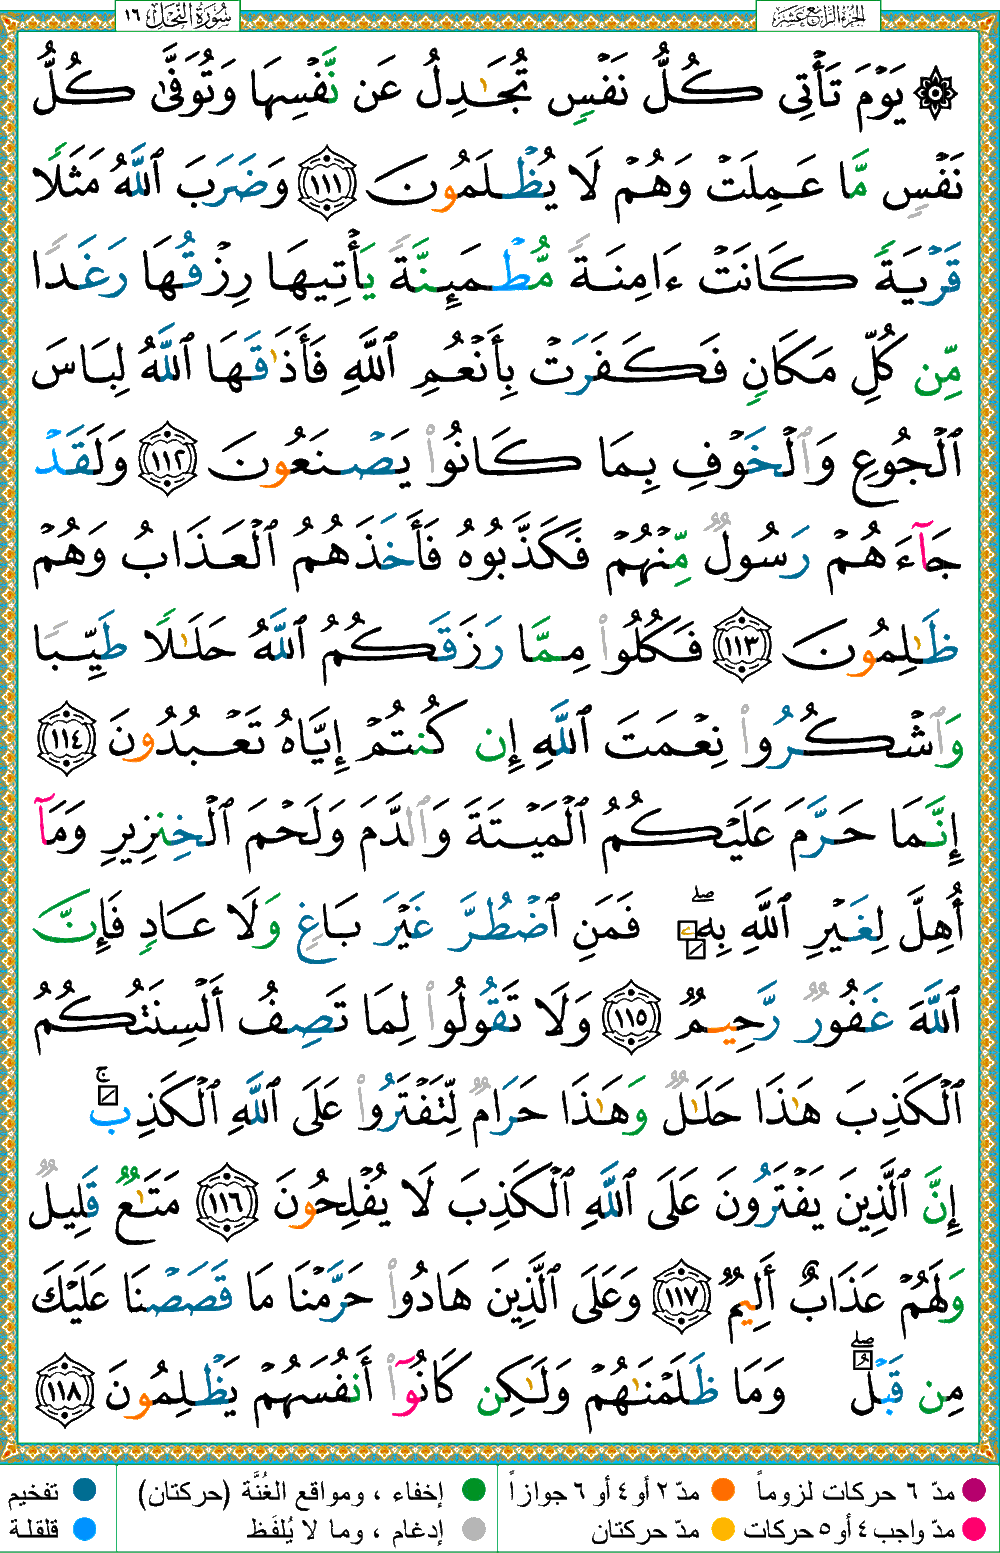 الجزء الرابع عشر
سورة النحل ١٦
۞ يَوْمَ تَأْتِى كُلُّ نَفْسٍ تُجَٰدِلُ عَن نَّفْسِهَا وَتُوَفَّىٰ كُلُّ
نَفْسٍ مَّا عَمِلَتْ وَهُمْ لَا يُظْلَمُونَ ١١١ وَضَرَبَ ٱللَّهُ مَثَلًا
قَرْيَةً كَانَتْ ءَامِنَةً مُّطْمَئِنَّةً يَأْتِيهَا رِزْقُهَا رَغَدًا
مِّن كُلِّ مَكَانٍ فَكَفَرَتْ بِأَنْعُمِ ٱللَّهِ فَأَذَٰقَهَا ٱللَّهُ لِبَاسَ
ٱلْجُوعِ وَٱلْخَوْفِ بِمَا كَانُوا۟ يَصْنَعُونَ ١١٢ وَلَقَدْ
جَآءَهُمْ رَسُولٌ مِّنْهُمْ فَكَذَّبُوهُ فَأَخَذَهُمُ ٱلْعَذَابُ وَهُمْ
ظَٰلِمُونَ ١١٣ فَكُلُوا۟ مِمَّا رَزَقَكُمُ ٱللَّهُ حَلَٰلًا طَيِّبًا
وَٱشْكُرُوا۟ نِعْمَتَ ٱللَّهِ إِن كُنتُمْ إِيَّاهُ تَعْبُدُونَ ١١٤
إِنَّمَا حَرَّمَ عَلَيْكُمُ ٱلْمَيْتَةَ وَٱلدَّمَ وَلَحْمَ ٱلْخِنزِيرِ وَمَآ
أُهِلَّ لِغَيْرِ ٱللَّهِ بِهِۦ ۖ فَمَنِ ٱضْطُرَّ غَيْرَ بَاغٍ وَلَا عَادٍ فَإِنَّ
ٱللَّهَ غَفُورٌ رَّحِيمٌ ١١٥ وَلَا تَقُولُوا۟ لِمَا تَصِفُ أَلْسِنَتُكُمُ
ٱلْكَذِبَ هَٰذَا حَلَٰلٌ وَهَٰذَا حَرَامٌ لِّتَفْتَرُوا۟ عَلَى ٱللَّهِ ٱلْكَذِبَ ۚ
إِنَّ ٱلَّذِينَ يَفْتَرُونَ عَلَى ٱللَّهِ ٱلْكَذِبَ لَا يُفْلِحُونَ ١١٦ مَتَٰعٌ قَلِيلٌ
وَلَهُمْ عَذَابٌ أَلِيمٌ ١١٧ وَعَلَى ٱلَّذِينَ هَادُوا۟ حَرَّمْنَا مَا قَصَصْنَا عَلَيْكَ
مِن قَبْلُ ۖ وَمَا ظَلَمْنَٰهُمْ وَلَٰكِن كَانُوٓا۟ أَنفُسَهُمْ يَظْلِمُونَ ١١٨
مدّ ٦ حركات لزوماً مدّ ٢ أو ٤ أو ٦ جوازاً إخفاء ، ومواقع الغُنَّة (حركتان) تفخيم
مدّ واجب ٤ أو ٥ حركات مدّ حركتان إدغام ، وما لا يُلفَظ قلقلة